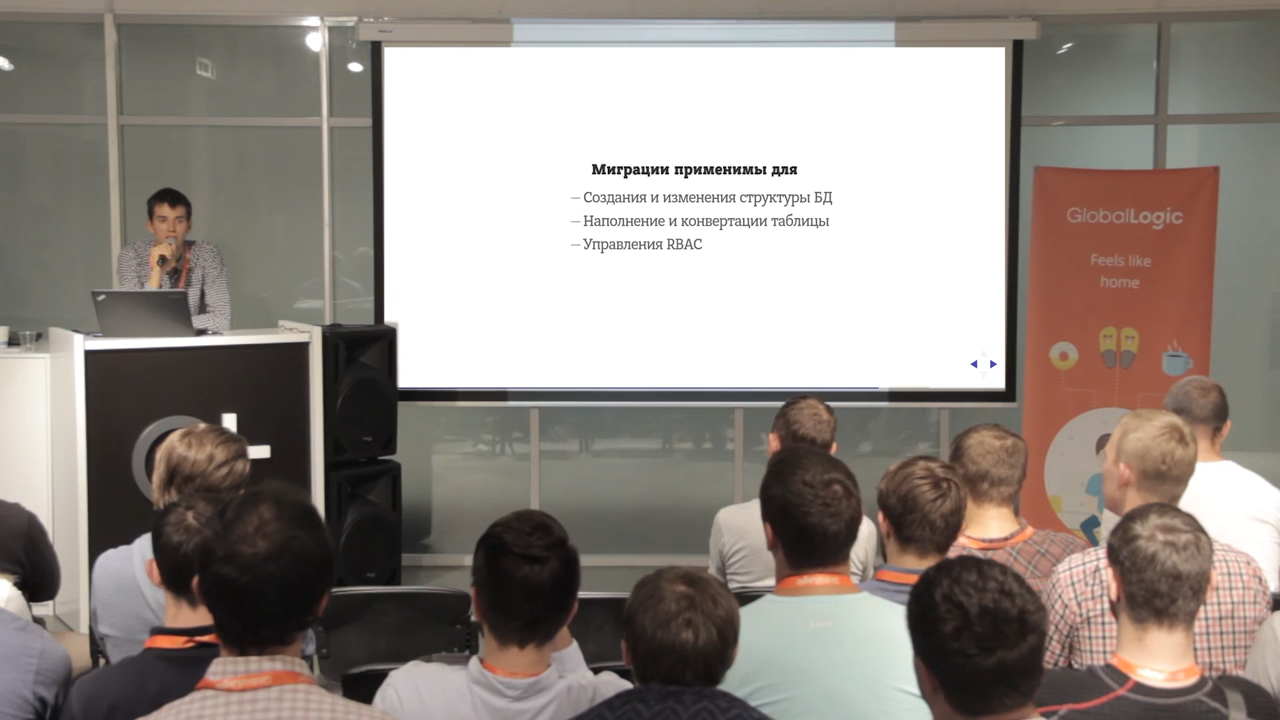 Миграции применимы для
– Создания и изменения структуры БД
– Наполнение и конвертации таблицы
– Управления RBAC
GlobalLogic
Feels like
home